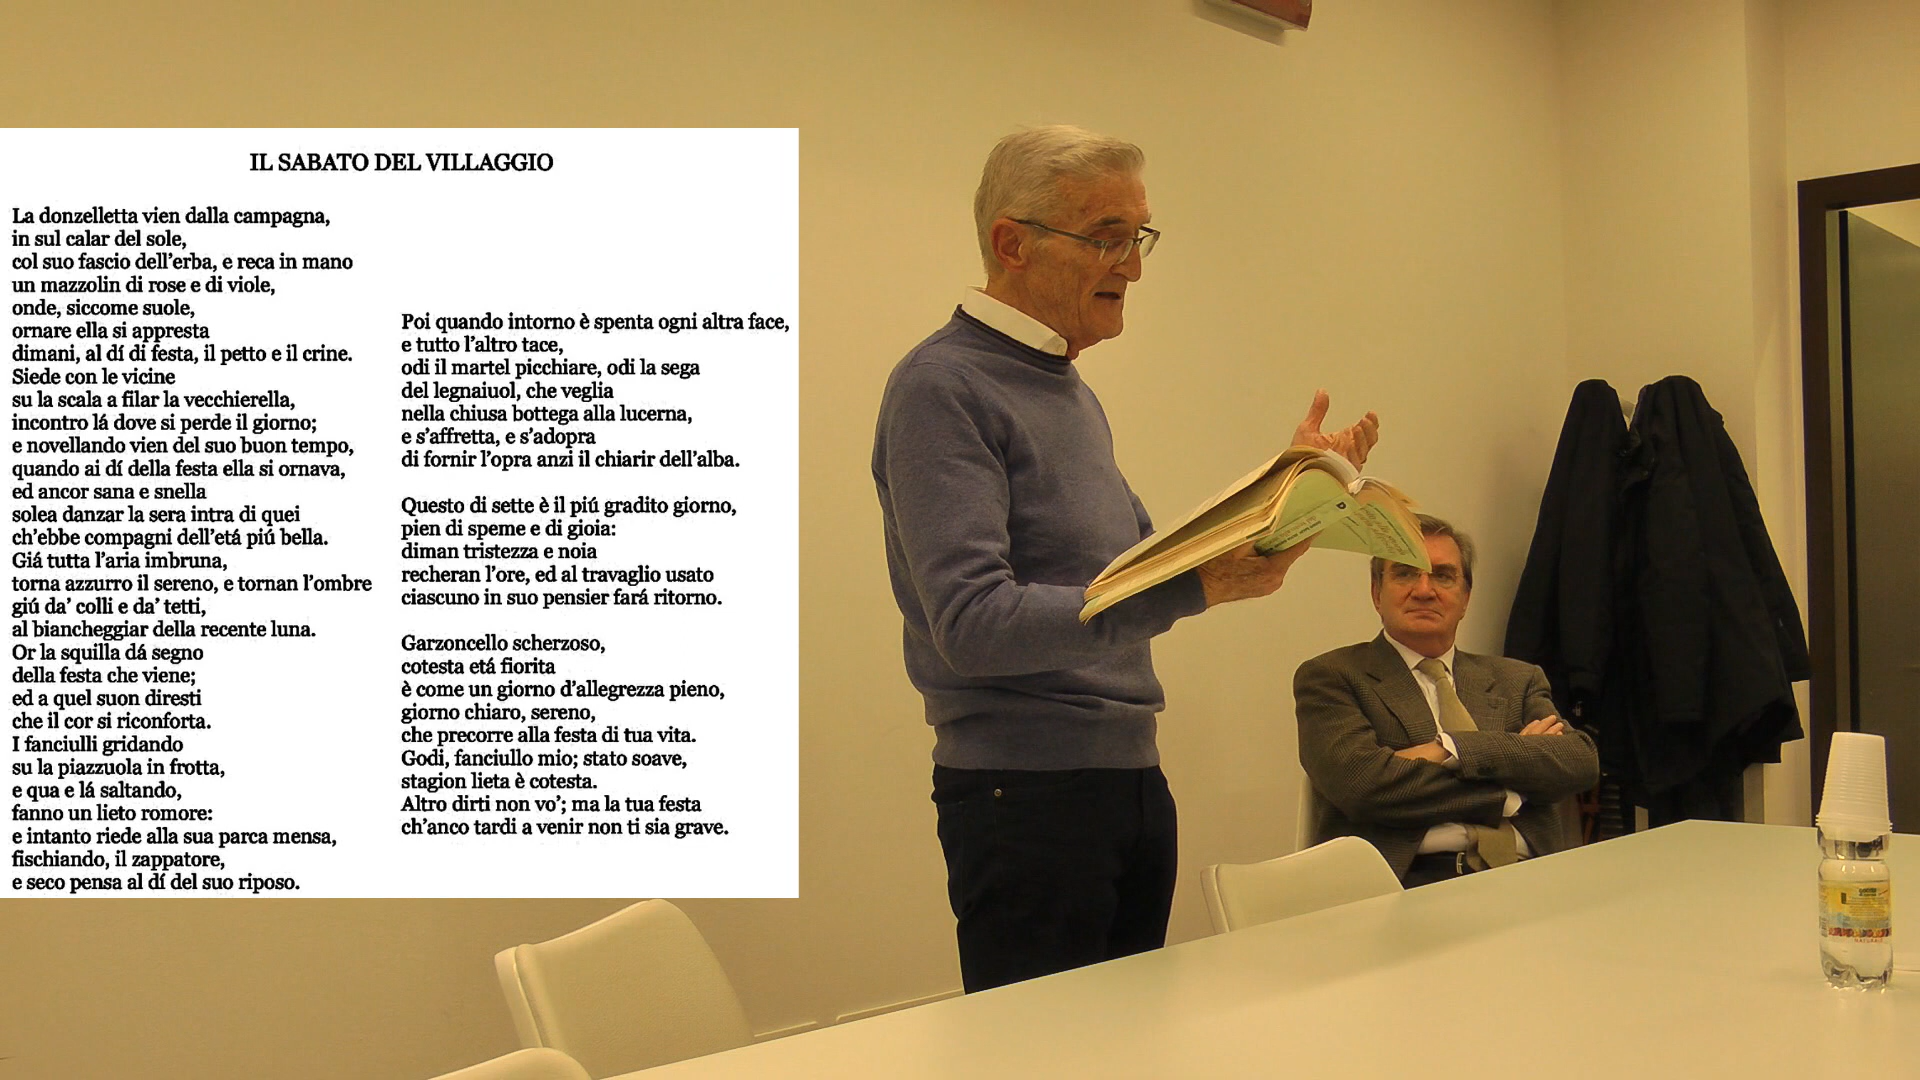 IL SABATO DEL VILLAGGIO
La donzelletta vien dalla campagna,
in sul calar del sole,
col suo fascio dell'erba, e reca in mano
un mazzolin di rose e di viole,
onde, siccome suole,
ornare ella si appresta
dimani, al dí di festa, il petto e il crine.
Siede con le vicine
su la scala a filar la vecchierella,
incontro lá dove si perde il giorno;
e novellando vien del suo buon tempo,
quando ai dí della festa ella si ornava,
ed ancor sana e snella
solea danzar la sera intra di quei
ch'ebbe compagni dell'etá piú bella.
Giá tutta l'aria imbruna,
torna azzurro il sereno, e tornan l'ombre
giú da' colli e da' tetti,
al biancheggiar della recente luna.
Or la squilla dá segno
della festa che viene;
ed a quel suon diresti
che il cor si riconforta.
I fanciulli gridando
su la piazzuola in frotta,
e qua e lá saltando,
fanno un lieto romore:
e intanto riede alla sua parca mensa,
fischiando, il zappatore,
e seco pensa al dí del suo riposo.
Poi quando intorno è spenta ogni altra face,
e tutto l'altro tace,
odi il martel picchiare, odi la sega
del legnaiuol, che veglia
nella chiusa bottega alla lucerna,
e s'affretta, e s'adopra
di fornir l'opra anzi il chiarir dell'alba.
Questo di sette è il piú gradito giorno,
pien di speme e di gioia:
diman tristezza e noia
recheran l'ore, ed al travaglio usato
ciascuno in suo pensier fará ritorno.
Garzoncello scherzoso,
cotesta etá fiorita
è come un giorno d'allegrezza pieno,
giorno chiaro, sereno,
che precorre alla festa di tua vita.
Godi, fanciullo mio; stato soave,
stagion lieta è cotesta.
Altro dirti non vo'; ma la tua festa
ch'anco tardi a venir non ti sia grave.
NATURALE